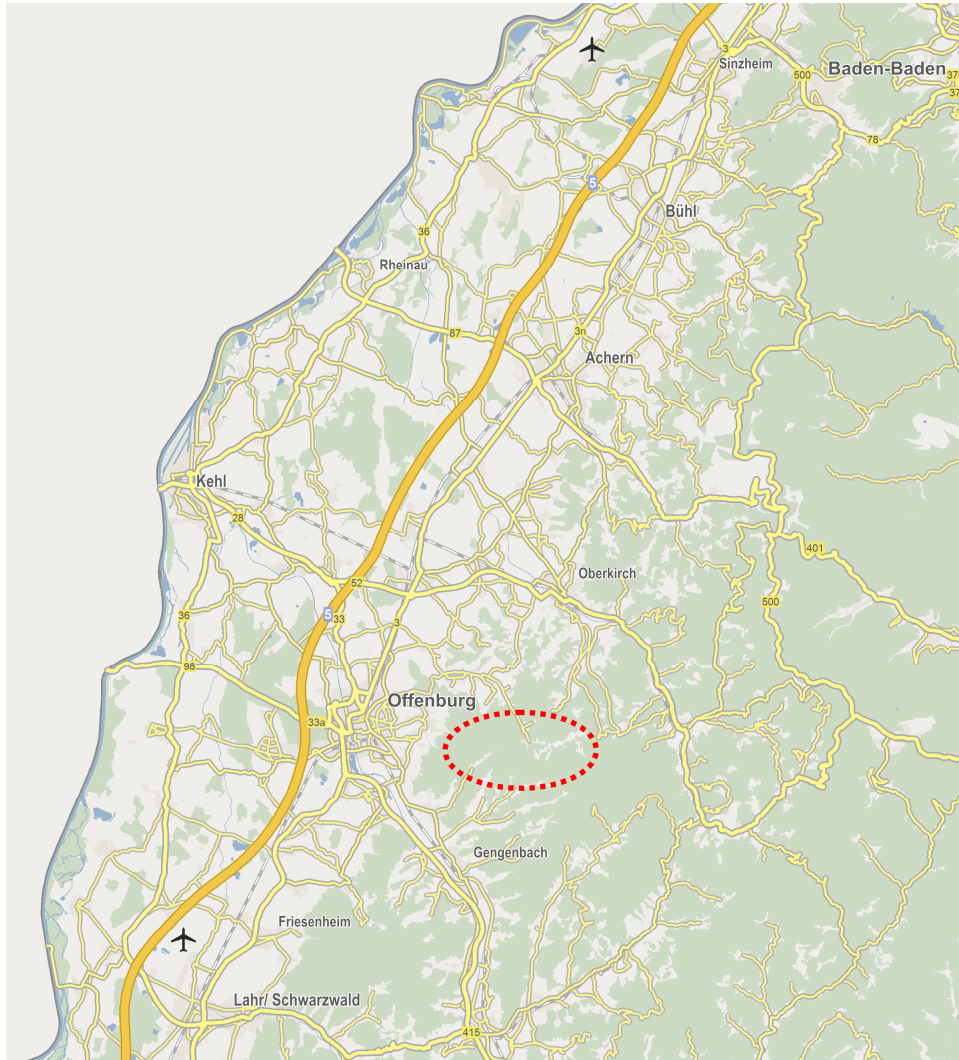 3
Sinzheim
Baden-Baden
500
37
78
5
Bühl
36
Rheinau
87
3n
Achern
Kehl
28
401
52
Oberkirch
500
5
33
3
36
98
Offenburg
33a
Gengenbach
Friesenheim
Lahr/ Schwarzwald
415